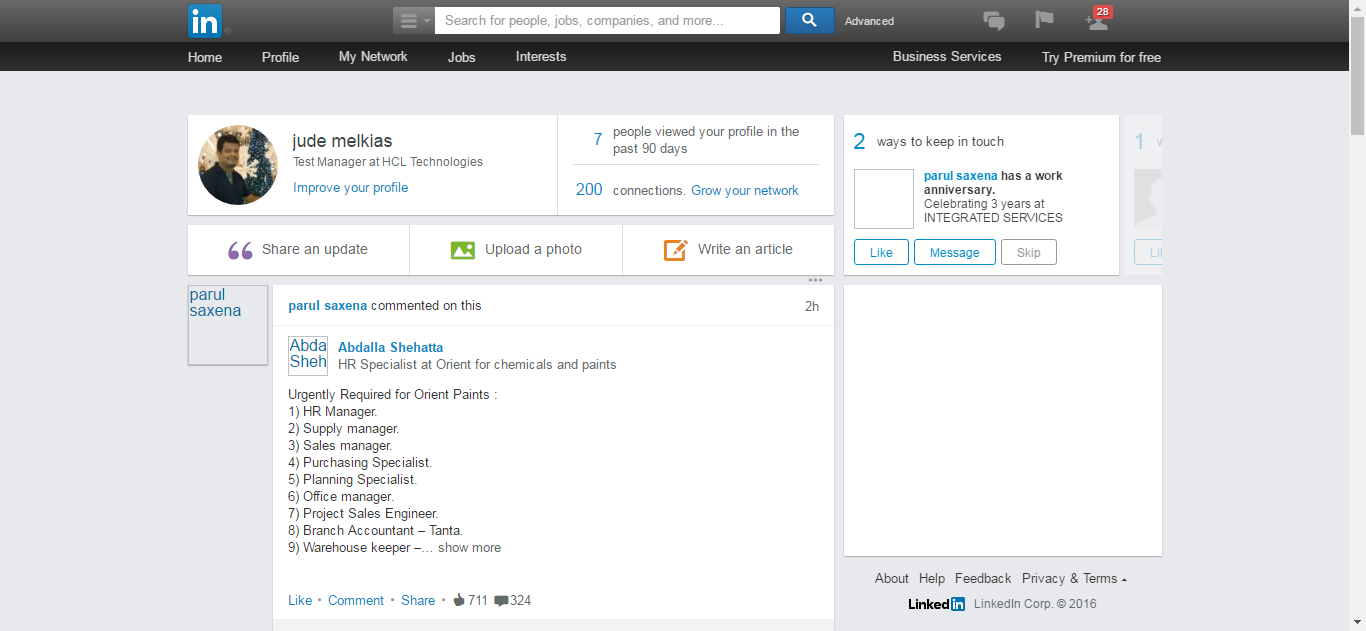 in ®
Search for people, jobs, companies, and more...
Advanced
28
Home
Profile
My Network
Jobs
Interests
Business Services
Try Premium for free
jude melkias
Test Manager at HCL Technologies
Improve your profile
7 people viewed your profile in the
past 90 days
200 connections. Grow your network
2 ways to keep in touch
parul saxena has a work
anniversary.
Celebrating 3 years at
INTEGRATED SERVICES
Like
Message
Skip
1 w
Li
Share an update
Upload a photo
Write an article
parul
saxena
parul saxena commented on this
2h
Abda
Sheh
Abdalla Shehatta
HR Specialist at Orient for chemicals and paints
Urgently Required for Orient Paints :
1) HR Manager.
2) Supply manager.
3) Sales manager.
4) Purchasing Specialist.
5) Planning Specialist.
6) Office manager.
7) Project Sales Engineer.
8) Branch Accountant – Tanta.
9) Warehouse keeper –... show more
Like • Comment • Share • 711 324
About Help Feedback Privacy & Terms
Linked in LinkedIn Corp. © 2016